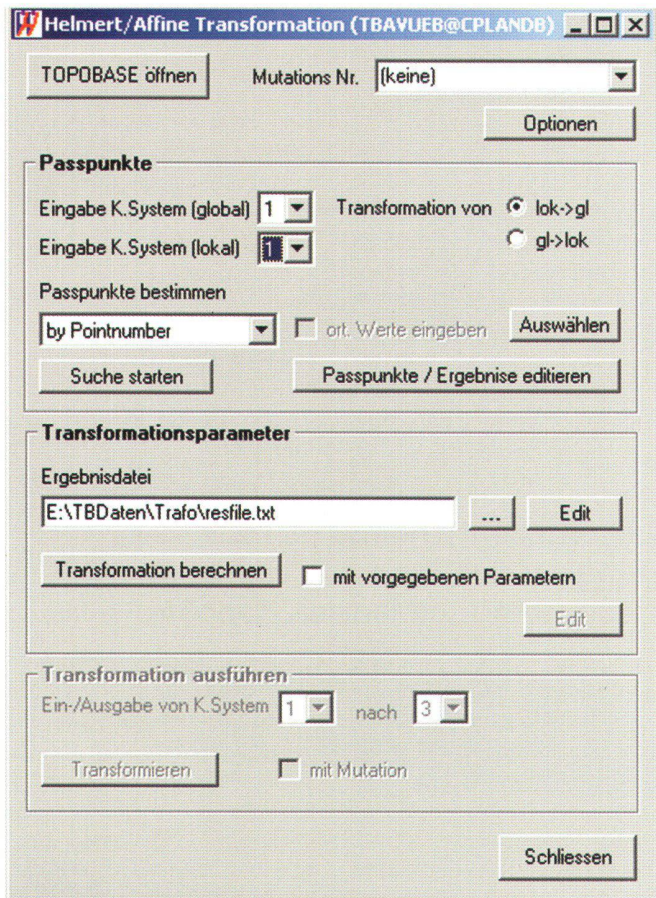 Helmert/Affine Transformation (TBAVUEB@CPLANDB)
TOPOBASE öffnen
Mutations Nr. (keine)
Optionen
Passpunkte
Eingabe K.System (global) 1 Transformation von lok->gl
Eingabe K.System (lokal) 1 gl->lok
Passpunkte bestimmen
by Pointnumber ort. Werte eingeben Auswählen
Suche starten Passpunkte / Ergebnise editieren
Transformationsparameter
Ergebnisdatei
E:\TBDaten\Trafo\resfile.txt ... Edit
Transformation berechnen mit vorgegebenen Parametern
Edit
Transformation ausführen
Ein-/Ausgabe von K.System 1 nach 3
Transformieren mit Mutation
Schliessen